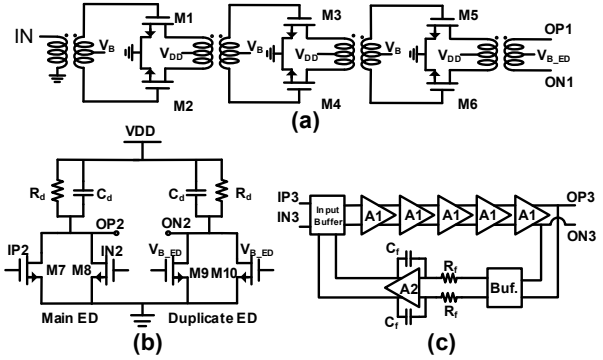 IN
V_B
M1
M2
V_DD
V_B
M3
M4
V_DD
V_B
M5
M6
V_DD
OP1
V_B_ED
ON1
(a)
VDD
R_d
C_d
C_d
R_d
OP2
ON2
IP2
M7
M8
IN2
V_B_ED
M9
M10
V_B_ED
Main ED
Duplicate ED
(b)
IP3
IN3
Input
Buffer
A1
A1
A1
A1
A1
OP3
ON3
C_f
A2
C_f
R_f
R_f
Buf.
(c)